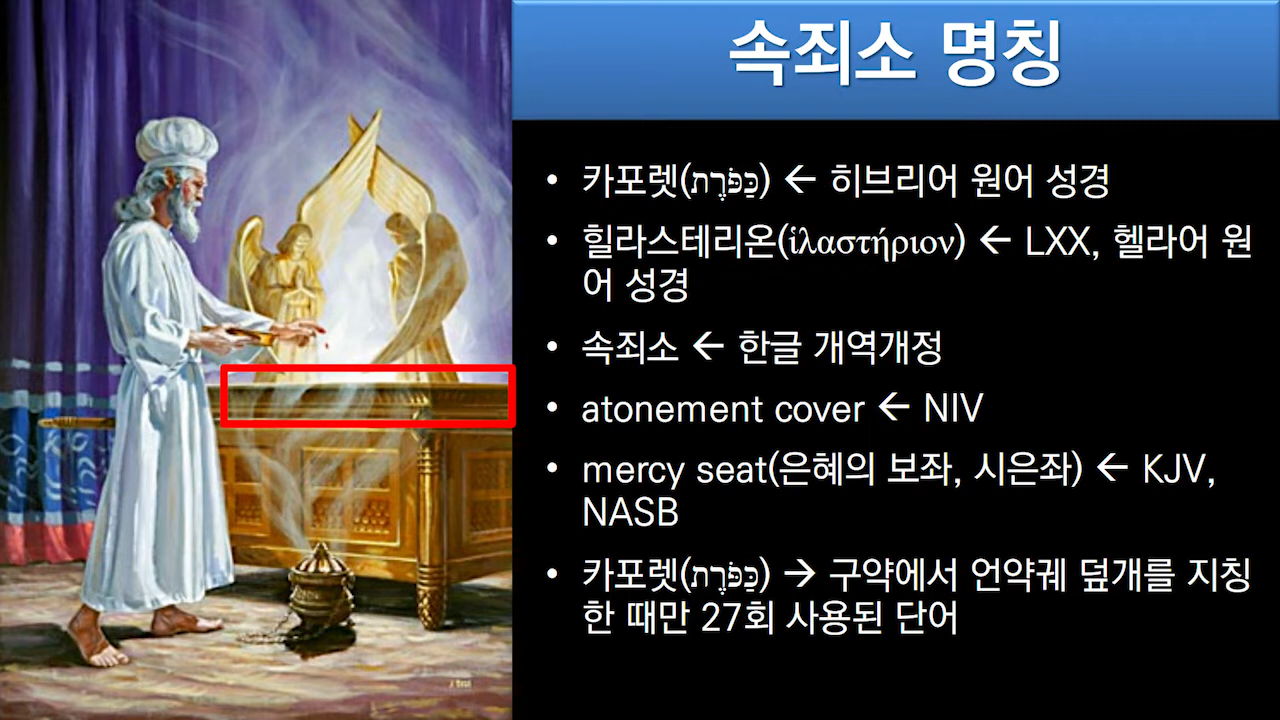 속죄소 명칭
• 카포렛(כַּפֹּרֶת) ← 히브리어 원어 성경
• 힐라스테리온(ἱλαστήριον) ← LXX, 헬라어 원
어 성경
• 속죄소 ← 한글 개역개정
• atonement cover ← NIV
• mercy seat(은혜의 보좌, 시은좌) ← KJV,
NASB
• 카포렛(כַּפֹּרֶת) → 구약에서 언약궤 덮개를 지칭
한 때만 27회 사용된 단어